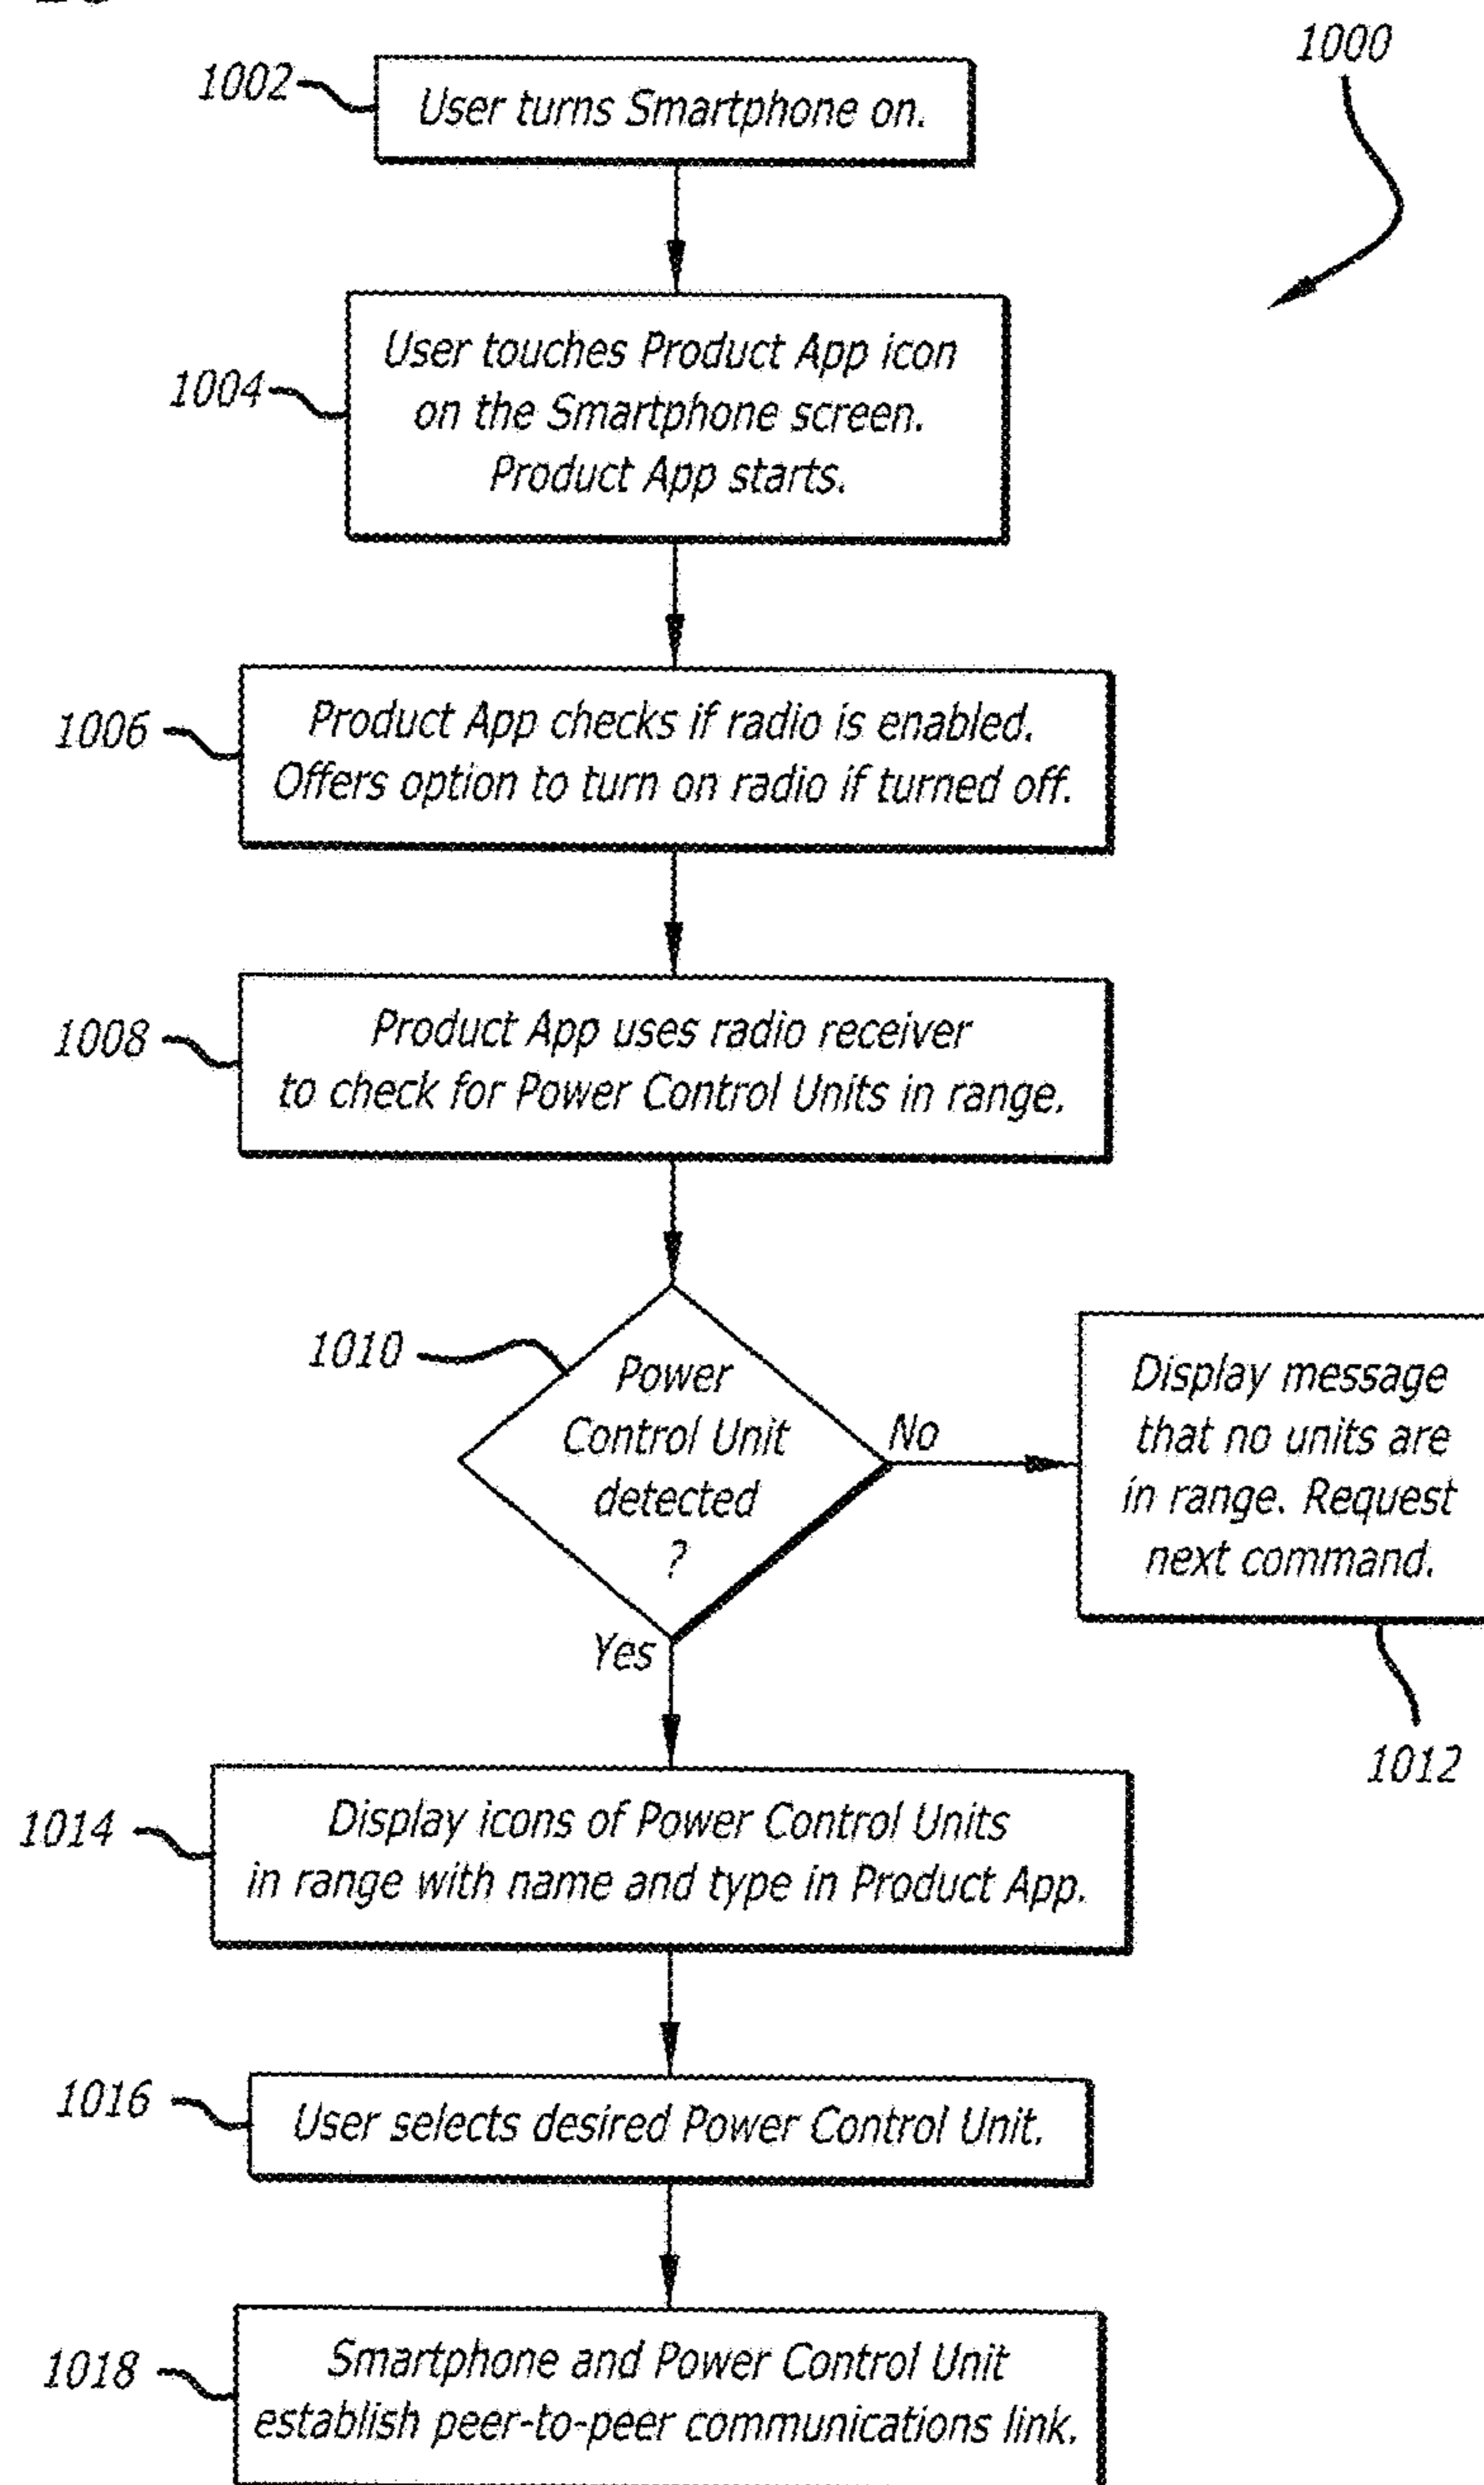 1000
1002
User turns Smartphone on.
1004
User touches Product App icon
on the Smartphone screen.
Product App starts.
1006
Product App checks if radio is enabled.
Offers option to turn on radio if turned off.
1008
Product App uses radio receiver
to check for Power Control Units in range.
1010
Power
Control Unit
detected
?
No
Display message
that no units are
in range. Request
next command.
1012
Yes
1014
Display icons of Power Control Units
in range with name and type in Product App.
1016
User selects desired Power Control Unit.
1018
Smartphone and Power Control Unit
establish peer-to-peer communications link.